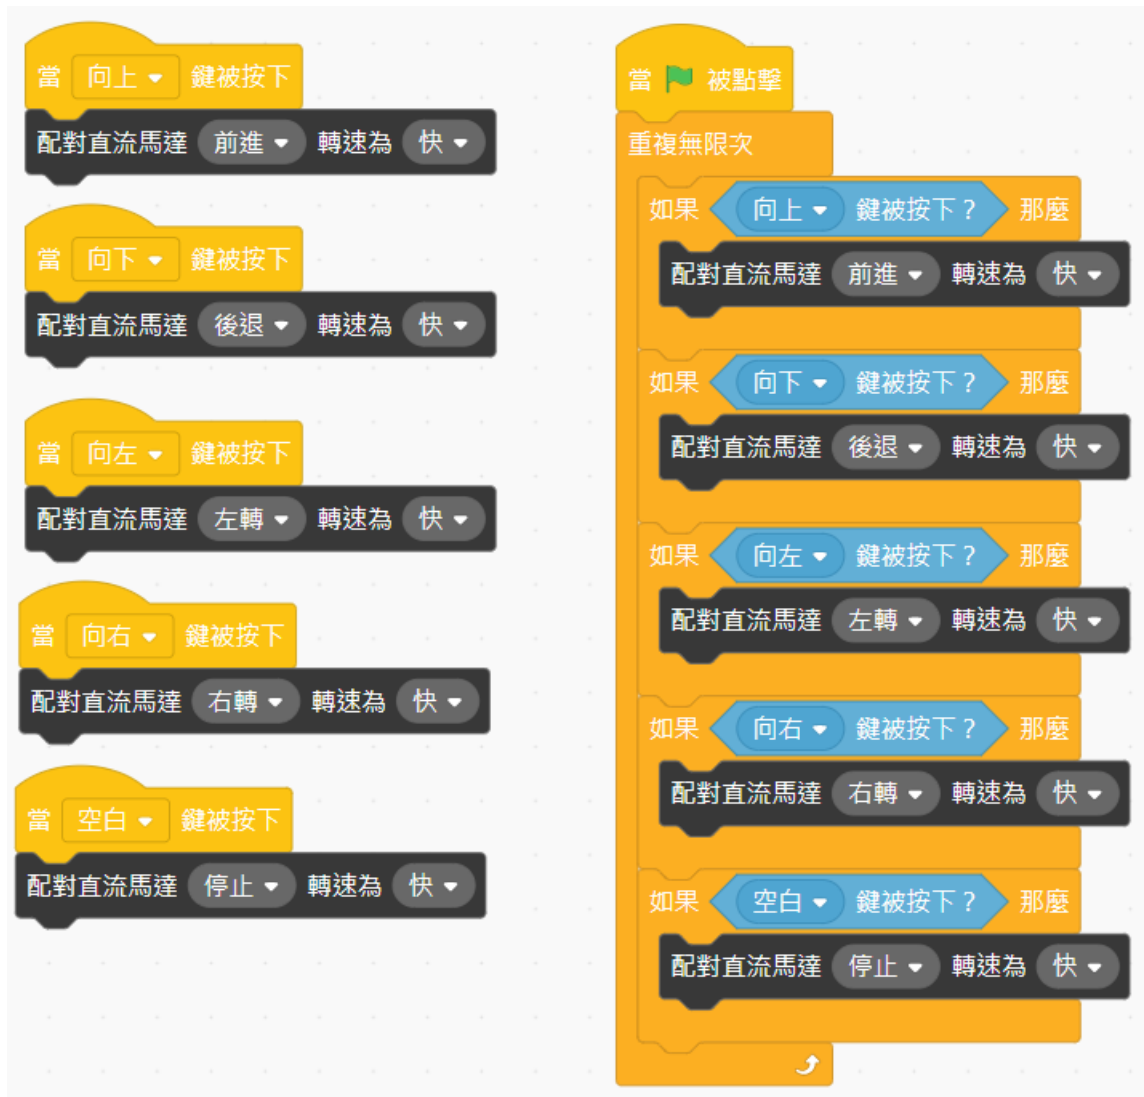 當 向上 鍵被按下
配對直流馬達 前進 轉速為 快
當 向下 鍵被按下
配對直流馬達 後退 轉速為 快
當 向左 鍵被按下
配對直流馬達 左轉 轉速為 快
當 向右 鍵被按下
配對直流馬達 右轉 轉速為 快
當 空白 鍵被按下
配對直流馬達 停止 轉速為 快
當 被點擊
重複無限次
如果 向上 鍵被按下？ 那麼
配對直流馬達 前進 轉速為 快
如果 向下 鍵被按下？ 那麼
配對直流馬達 後退 轉速為 快
如果 向左 鍵被按下？ 那麼
配對直流馬達 左轉 轉速為 快
如果 向右 鍵被按下？ 那麼
配對直流馬達 右轉 轉速為 快
如果 空白 鍵被按下？ 那麼
配對直流馬達 停止 轉速為 快